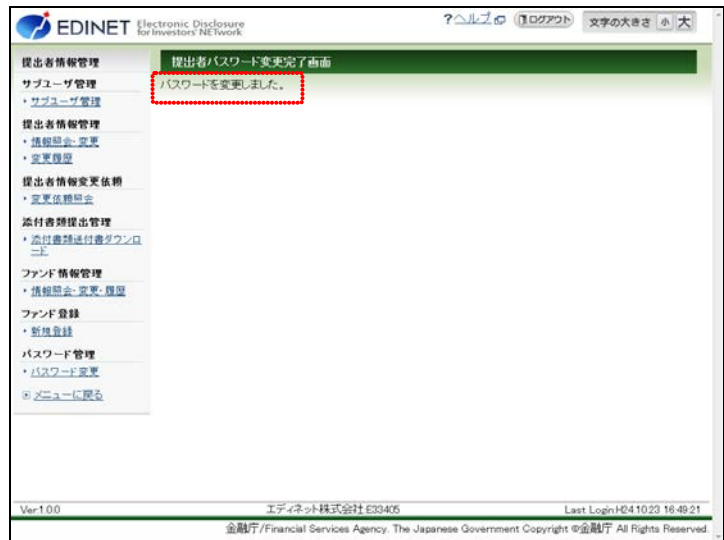 EDINET Electronic Disclosure for Investors' NETwork
?ヘルプ ログアウト 文字の大きさ 小 大
提出者情報管理
サブユーザ管理
・サブユーザ管理
提出者情報管理
・情報照会・変更
・変更履歴
提出者情報変更依頼
・変更依頼照会
添付書類提出管理
・添付書類送付書ダウンロ
ード
ファンド情報管理
・情報照会・変更・履歴
ファンド登録
・新規登録
パスワード管理
・パスワード変更
メニューに戻る
提出者パスワード変更完了画面
パスワードを変更しました。
Ver.1.0.0 エディネット株式会社 E33405 Last Login:H24.10.23 16:49:21
金融庁/Financial Services Agency. The Japanese Government Copyright ©金融庁 All Rights Reserved.